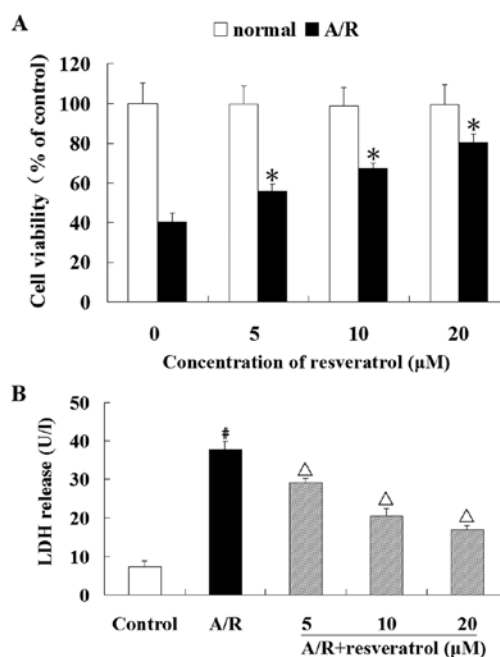 A
normal A/R
120
100
80
60
40
20
0
Cell viability ( % of control)
* * *
0 5 10 20
Concentration of resveratrol (μM)
B
50
40
30
20
10
0
LDH release (U/l)
#
△ △ △
Control A/R 5 10 20
A/R+resveratrol (μM)